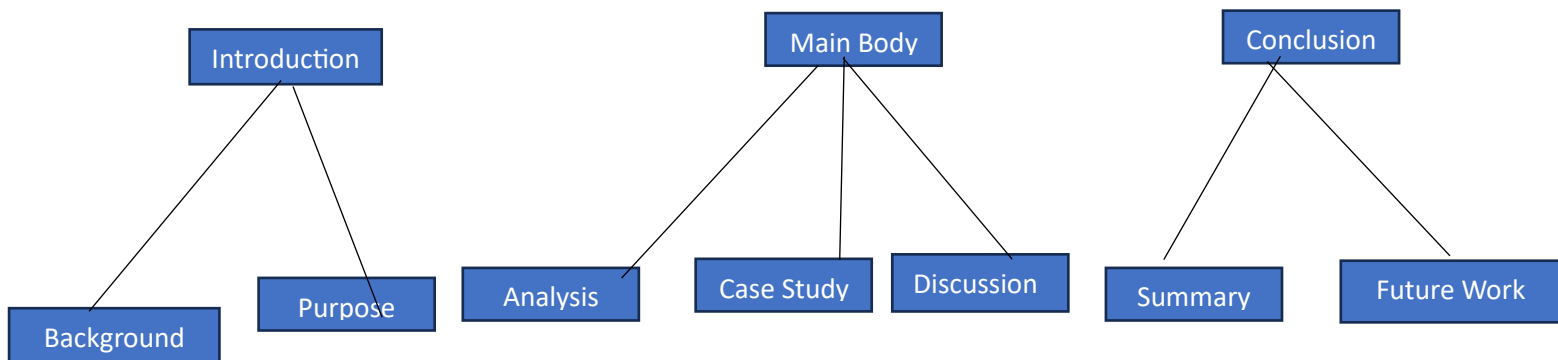 Introduction
Main Body
Conclusion
Background
Purpose
Analysis
Case Study
Discussion
Summary
Future Work